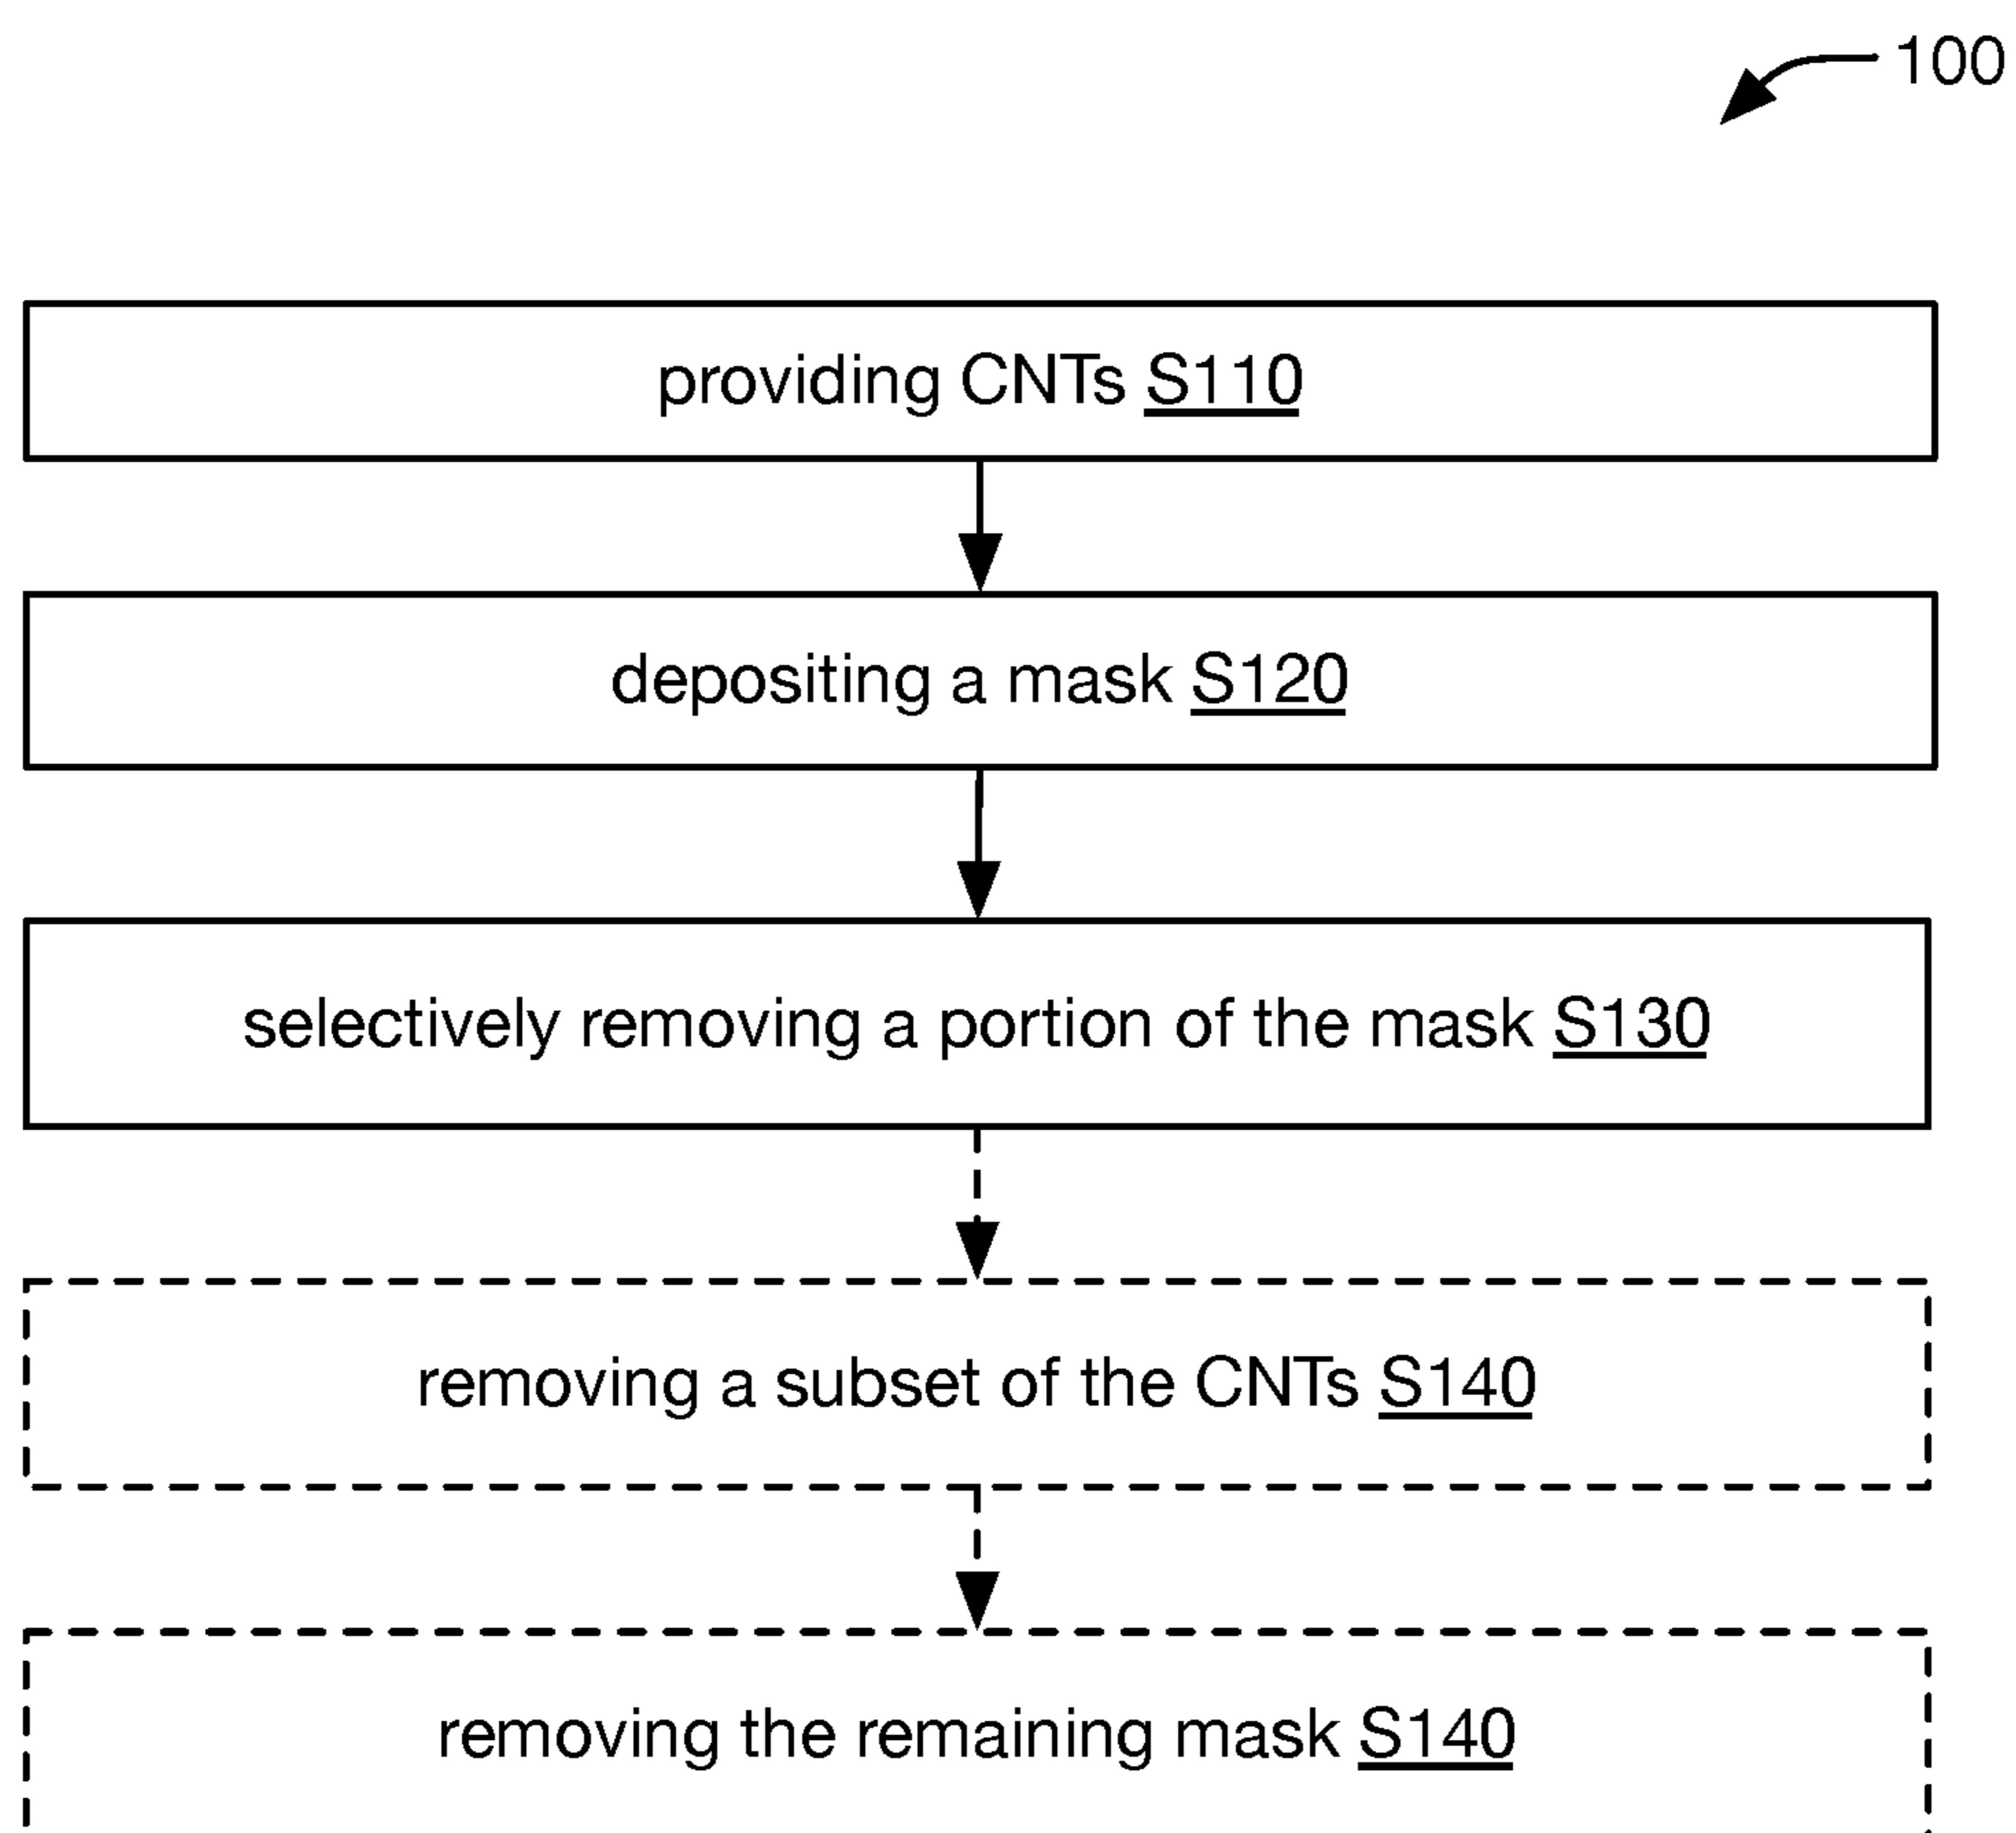 100
providing CNTs S110
depositing a mask S120
selectively removing a portion of the mask S130
removing a subset of the CNTs S140
removing the remaining mask S140